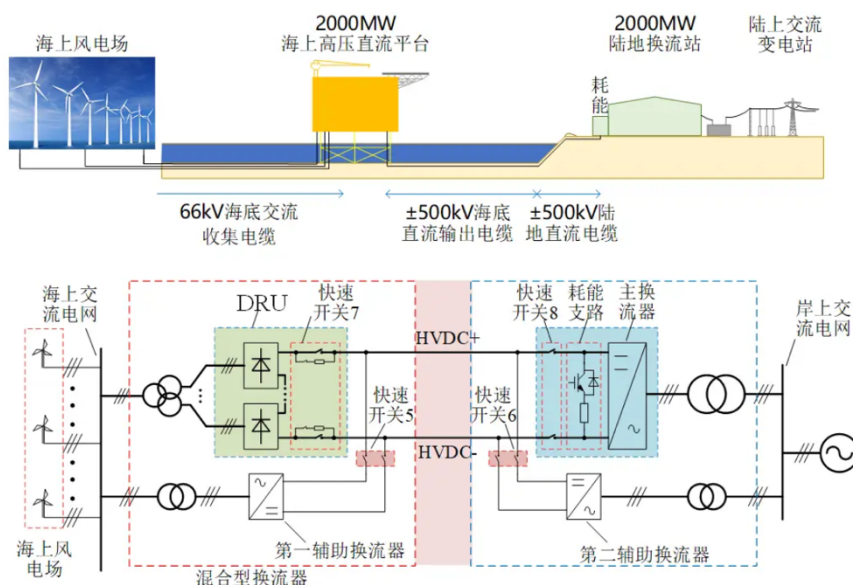 海上风电场
2000MW
海上高压直流平台
2000MW
陆地换流站
陆上交流
变电站
耗
能
66kV海底交流
收集电缆
±500kV海底
直流输出电缆
±500kV陆
地直流电缆
海上交
流电网
DRU
快速
开关7
HVDC+
快速
开关8
耗能
支路
主换
流器
岸上交
流电网
快速
开关5
快速
开关6
HVDC-
海上风
电场
第一辅助换流器
混合型换流器
第二辅助换流器